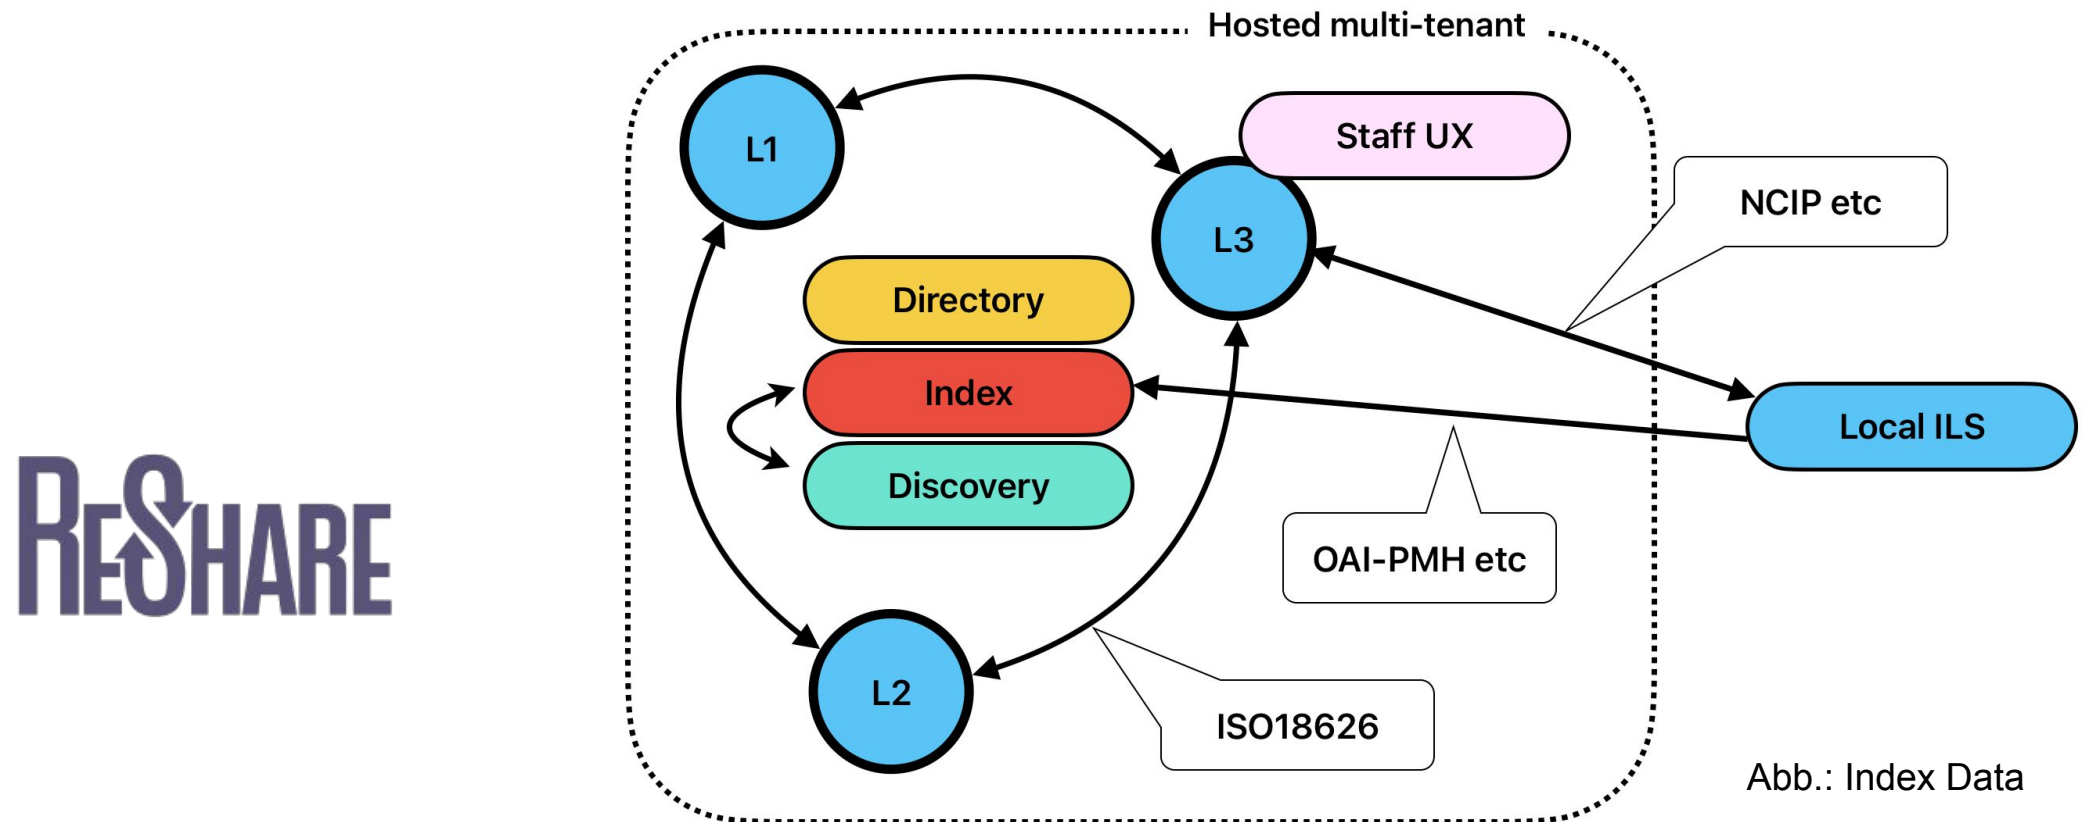 Hosted multi-tenant
L1
Staff UX
NCIP etc
L3
Directory
Index
Local ILS
Discovery
RESHARE
OAI-PMH etc
L2
ISO18626
Abb.: Index Data